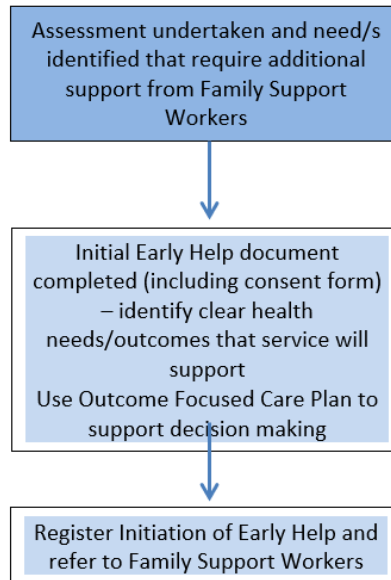 Assessment undertaken and need/s
identified that require additional
support from Family Support
Workers
Initial Early Help document
completed (including consent form)
– identify clear health
needs/outcomes that service will
support
Use Outcome Focused Care Plan to
support decision making
Register Initiation of Early Help and
refer to Family Support Workers